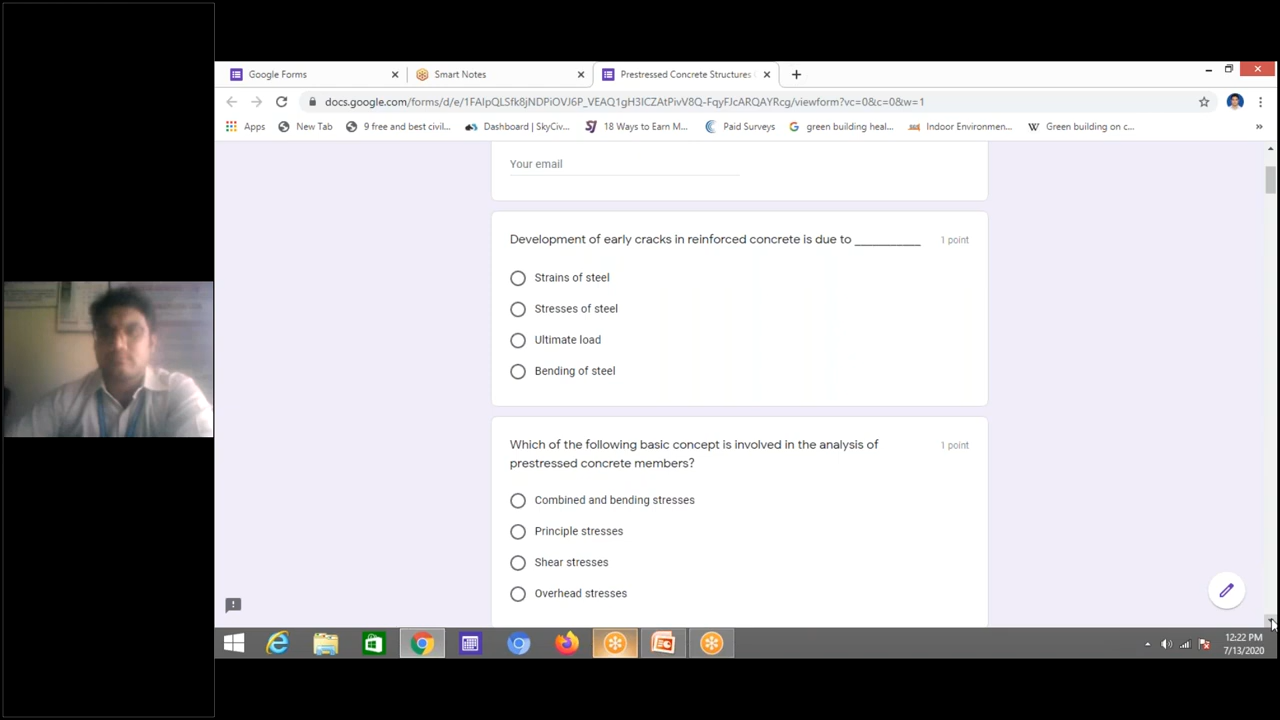 Google Forms
Smart Notes
Prestressed Concrete Structures
docs.google.com/forms/d/e/1FAIpQLSfk8jNDPiOVJ6P_VEAQ1gH3ICZAtPivV8Q-FqyFJcARQAYRcg/viewform?vc=0&c=0&w=1
Apps
New Tab
9 free and best civil...
Dashboard | SkyCiv...
18 Ways to Earn M...
Paid Surveys
green building heal...
Indoor Environmen...
Green building on c...
Your email
Development of early cracks in reinforced concrete is due to ___________ 1 point
Strains of steel
Stresses of steel
Ultimate load
Bending of steel
Which of the following basic concept is involved in the analysis of 1 point
prestressed concrete members?
Combined and bending stresses
Principle stresses
Shear stresses
Overhead stresses
12:22 PM
7/13/2020